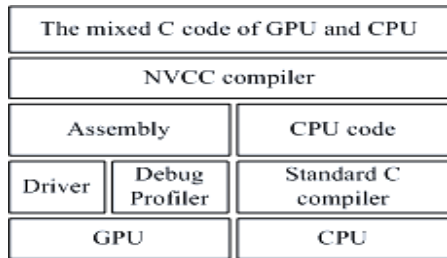 The mixed C code of GPU and CPU
NVCC compiler
Assembly
CPU code
Driver
Debug
Profiler
Standard C
compiler
GPU
CPU